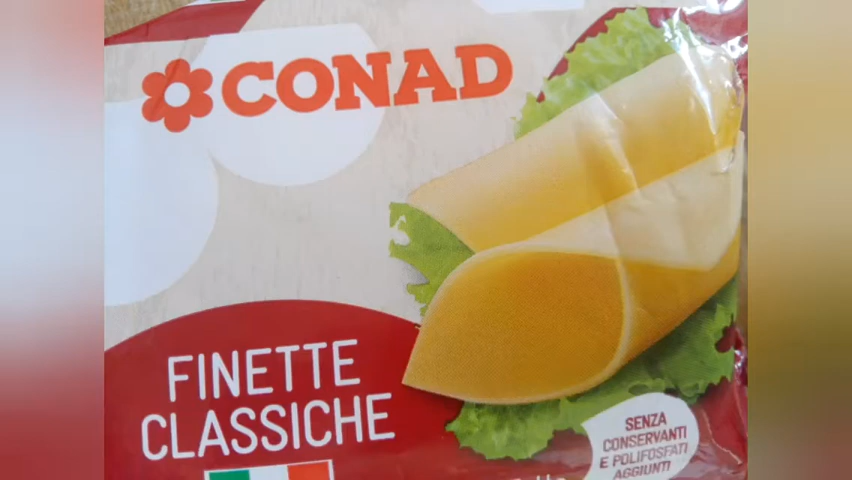 CONAD
FINETTE
CLASSICHE
SENZA
CONSERVANTI
E POLIFOSFATI
AGGIUNTI